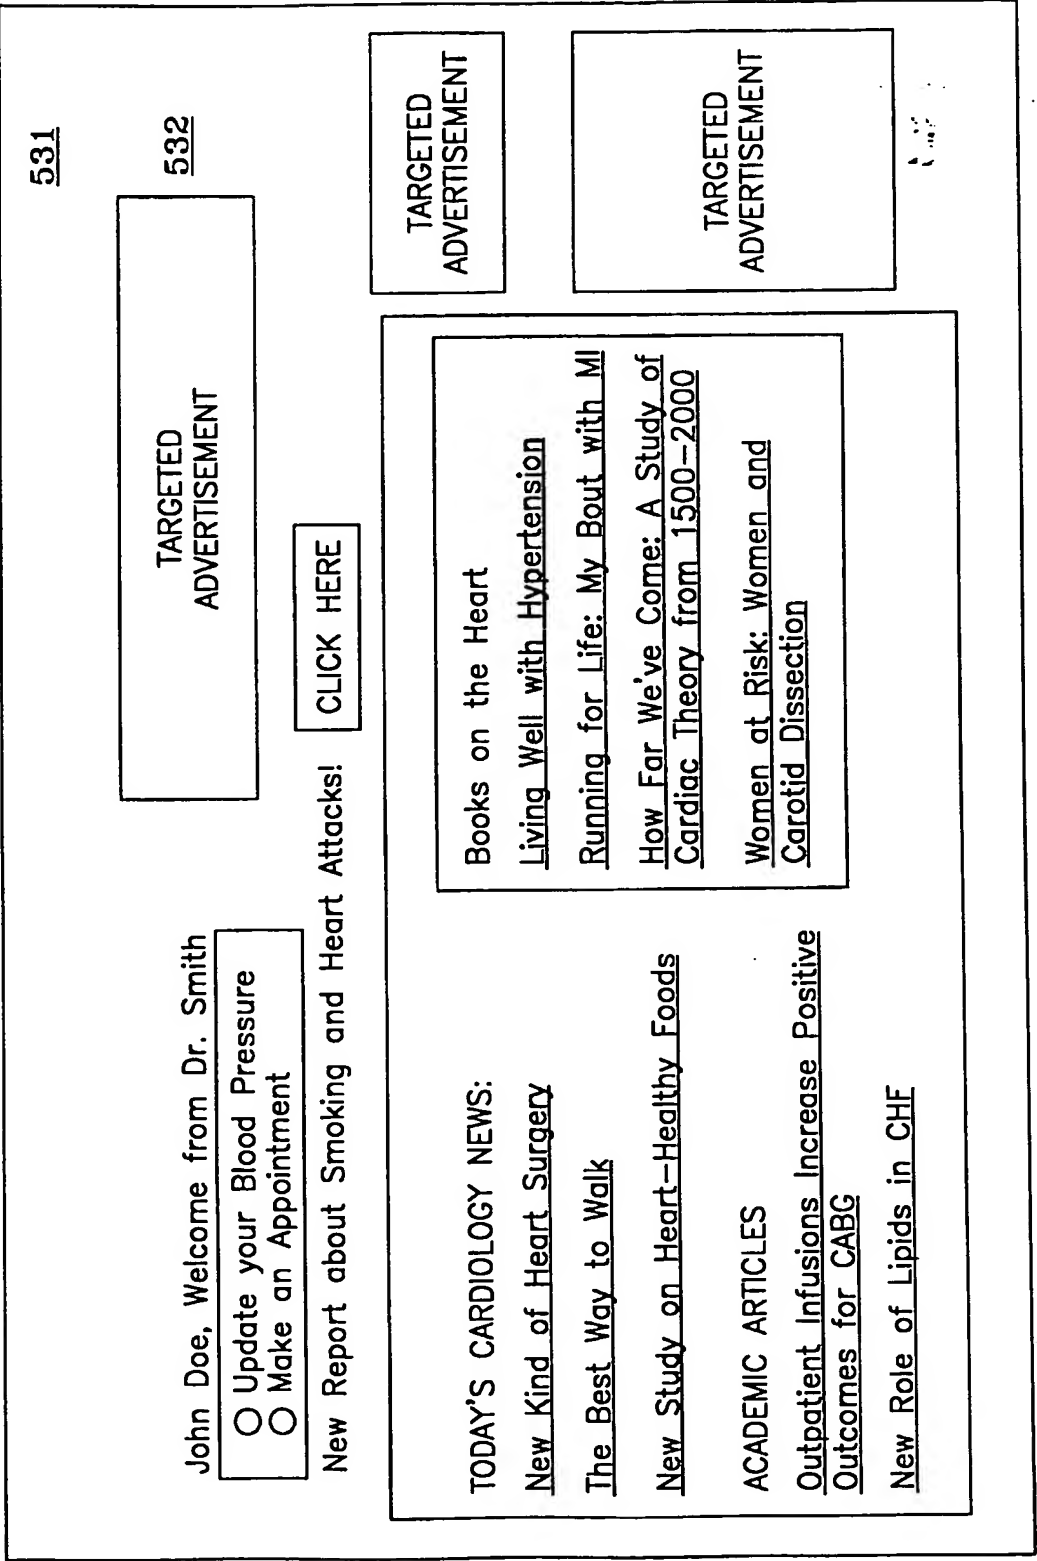 531
532
TARGETED
ADVERTISEMENT
John Doe, Welcome from Dr. Smith
○ Update your Blood Pressure
○ Make an Appointment
New Report about Smoking and Heart Attacks!
CLICK HERE
TARGETED
ADVERTISEMENT
TODAY'S CARDIOLOGY NEWS:
New Kind of Heart Surgery
The Best Way to Walk
New Study on Heart-Healthy Foods
ACADEMIC ARTICLES
Outpatient Infusions Increase Positive
Outcomes for CABG
New Role of Lipids in CHF
Books on the Heart
Living Well with Hypertension
Running for Life: My Bout with MI
How Far We've Come: A Study of
Cardiac Theory from 1500-2000
Women at Risk: Women and
Carotid Dissection
TARGETED
ADVERTISEMENT